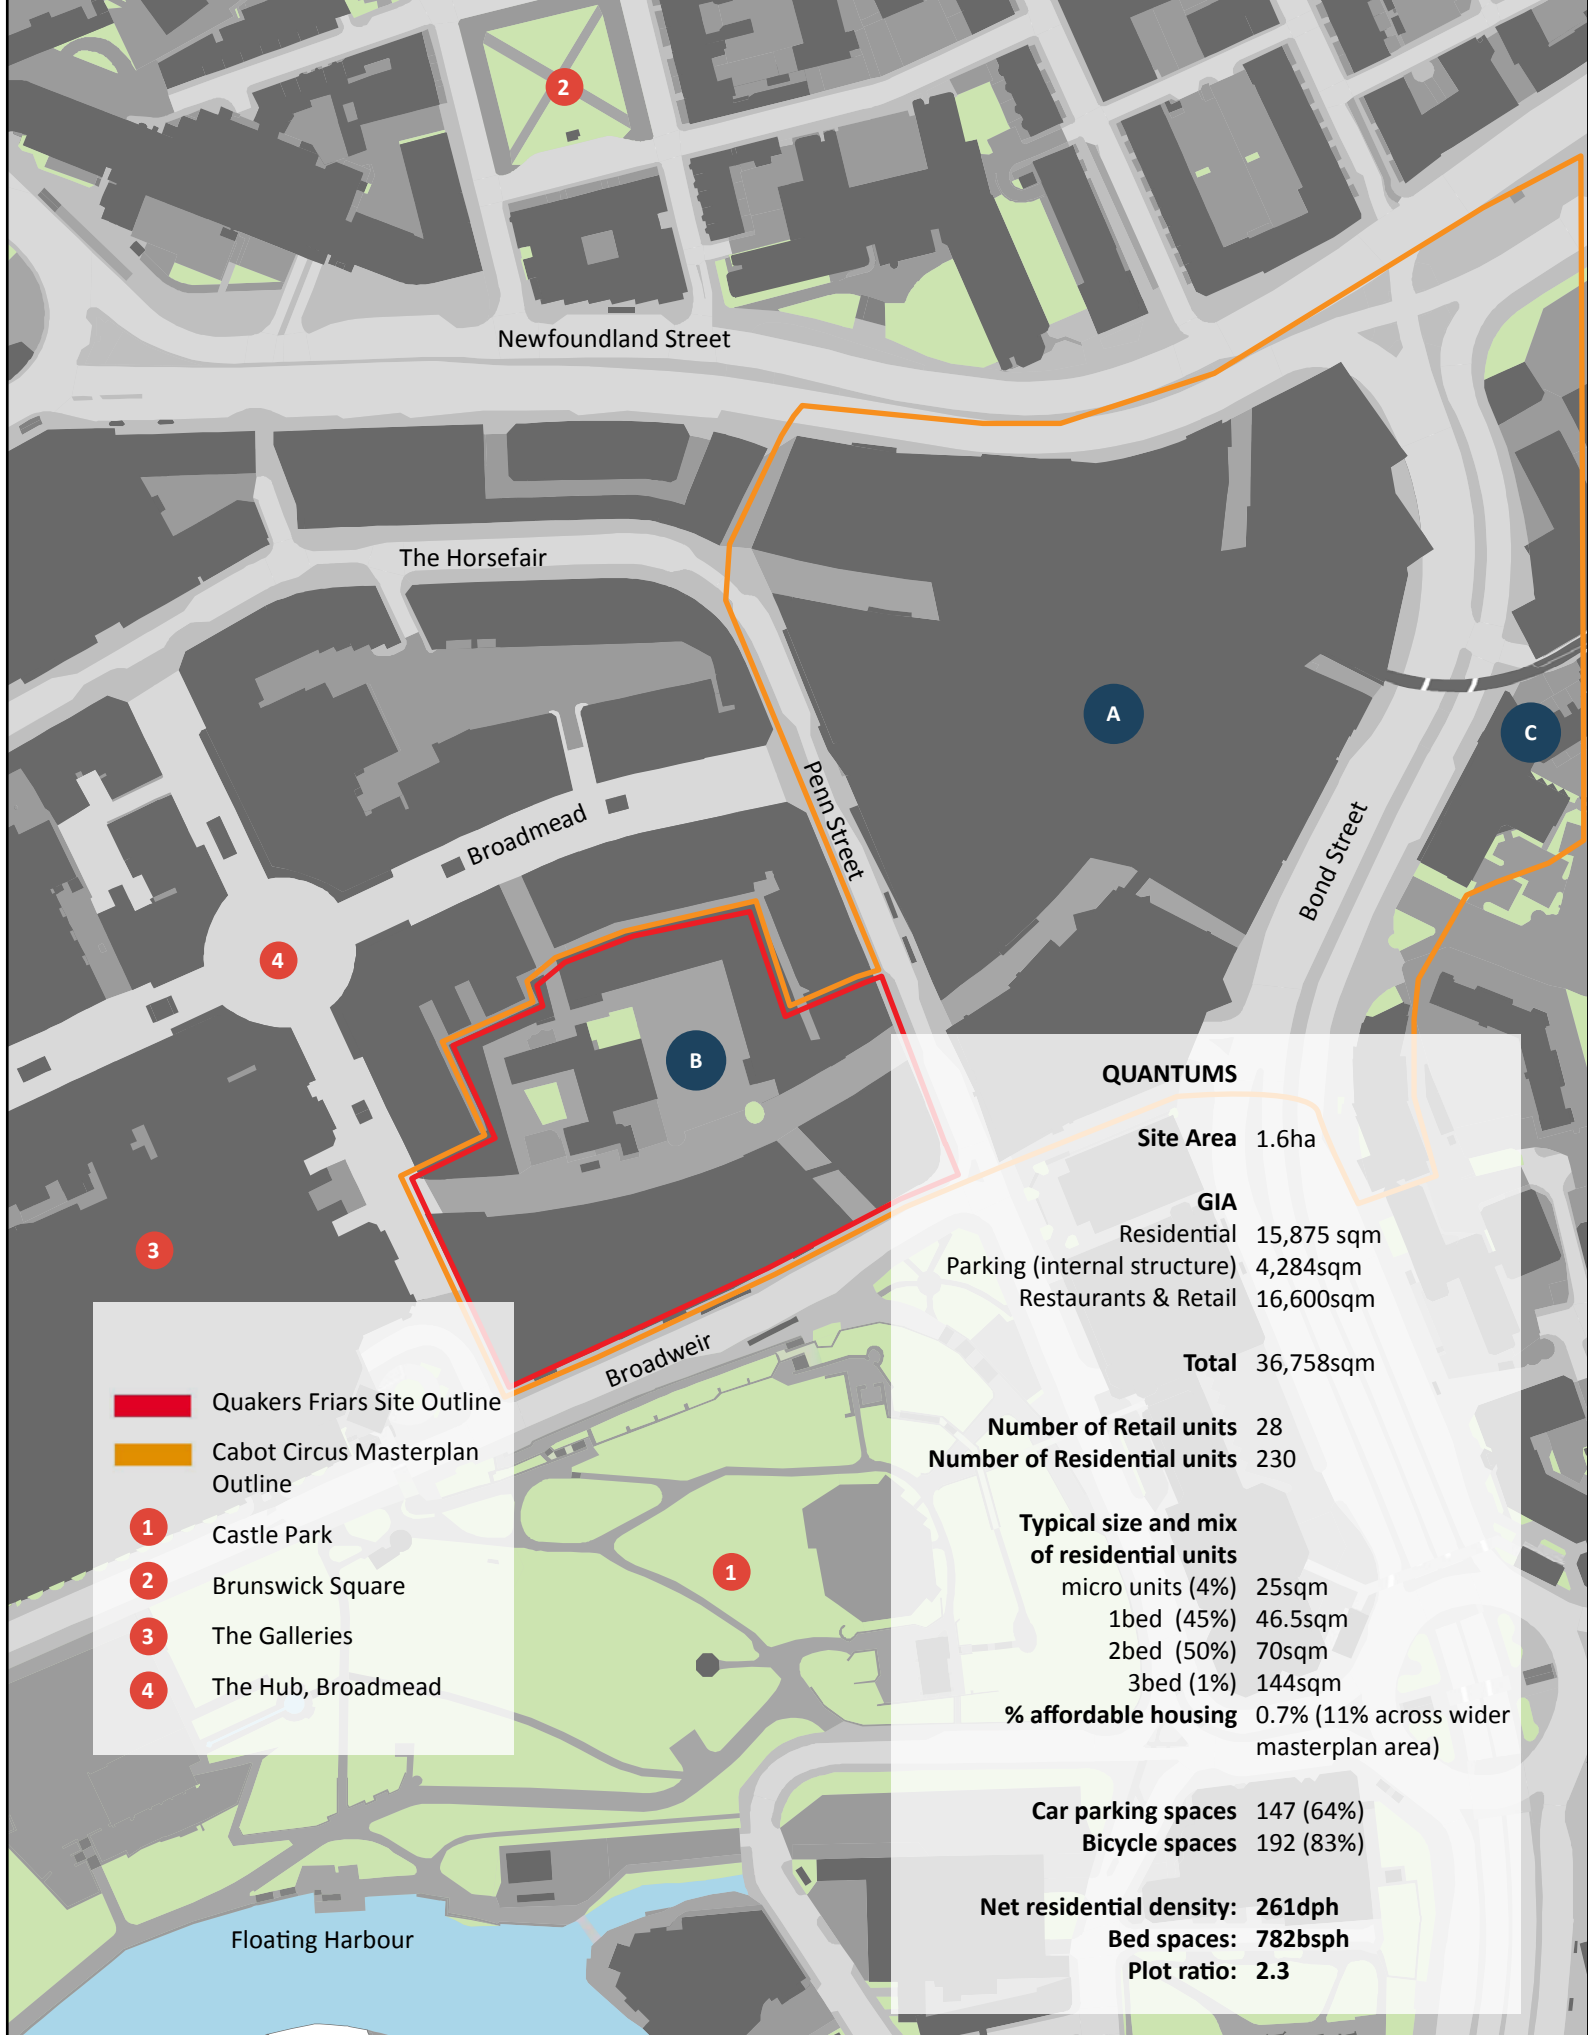 2
Newfoundland Street
The Horsefair
A
C
Penn Street
Broadmead
Bond Street
4
B
3
Broadweir
1
Floating Harbour
Quakers Friars Site Outline
Cabot Circus Masterplan
Outline
1 Castle Park
2 Brunswick Square
3 The Galleries
4 The Hub, Broadmead
QUANTUMS
Site Area 1.6ha
GIA
Residential 15,875 sqm
Parking (internal structure) 4,284sqm
Restaurants & Retail 16,600sqm
Total 36,758sqm
Number of Retail units 28
Number of Residential units 230
Typical size and mix
of residential units
micro units (4%) 25sqm
1bed (45%) 46.5sqm
2bed (50%) 70sqm
3bed (1%) 144sqm
% affordable housing 0.7% (11% across wider
masterplan area)
Car parking spaces 147 (64%)
Bicycle spaces 192 (83%)
Net residential density: 261dph
Bed spaces: 782bsph
Plot ratio: 2.3